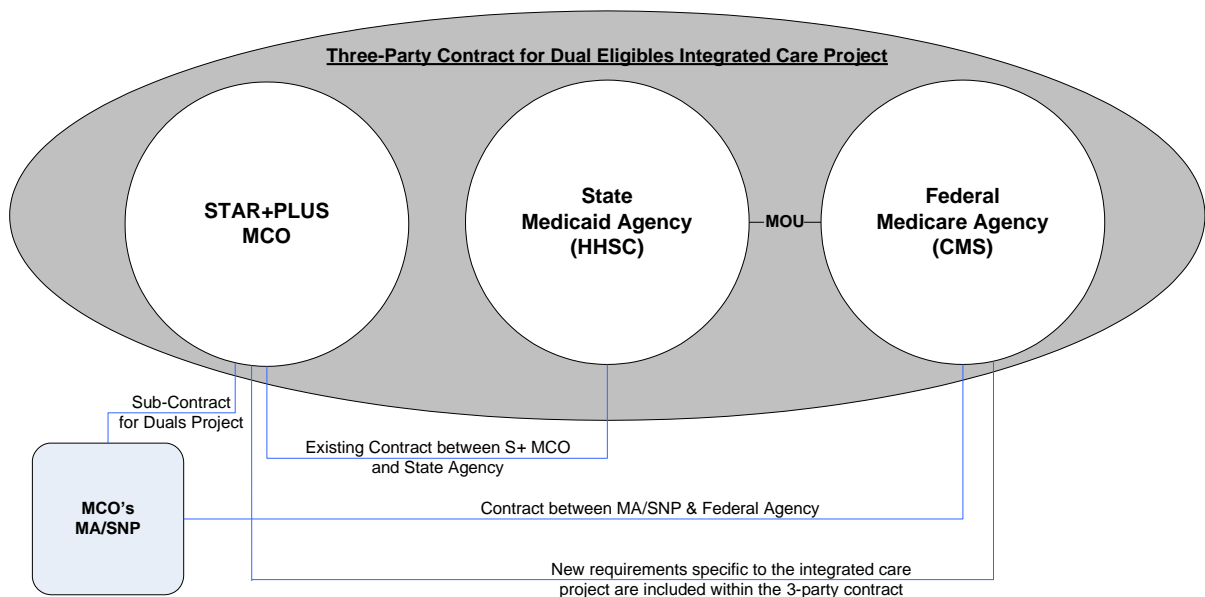 Three-Party Contract for Dual Eligibles Integrated Care Project
STAR+PLUS
MCO
State
Medicaid Agency
(HHSC)
MOU
Federal
Medicare Agency
(CMS)
Sub-Contract
for Duals Project
Existing Contract between S+ MCO
and State Agency
MCO's
MA/SNP
Contract between MA/SNP & Federal Agency
New requirements specific to the integrated care
project are included within the 3-party contract